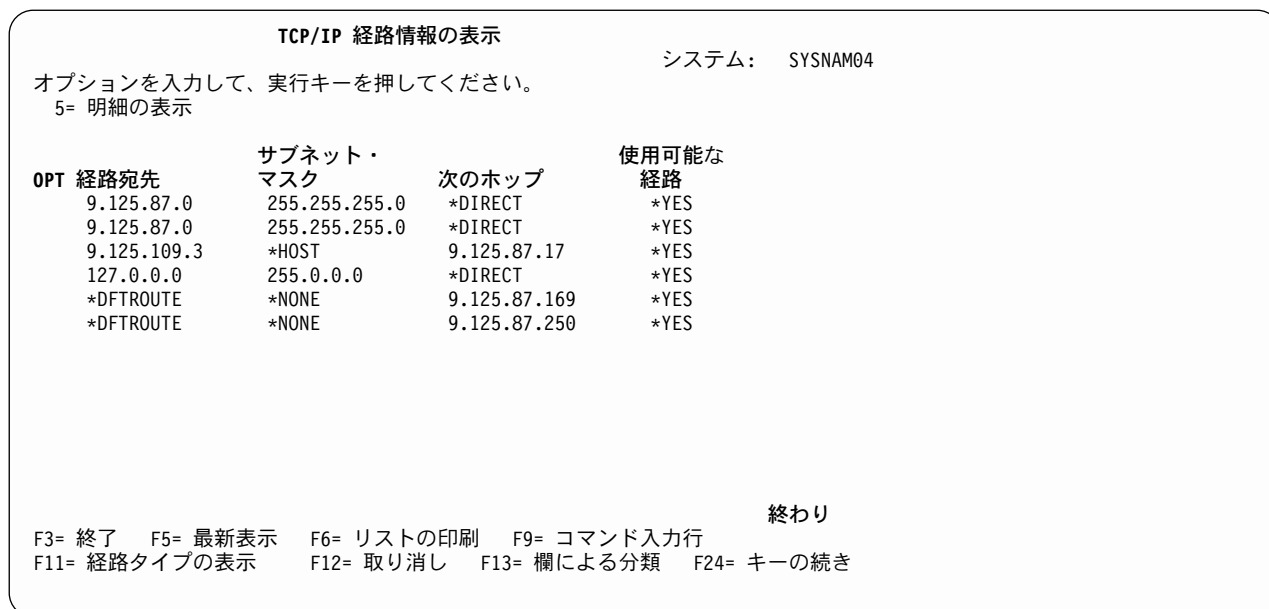 TCP/IP 経路情報の表示
システム: SYSNAM04
オプションを入力して、実行キーを押してください。
5= 明細の表示
サブネット・ 使用可能な
OPT 経路宛先 マスク 次のホップ 経路
9.125.87.0 255.255.255.0 *DIRECT *YES
9.125.87.0 255.255.255.0 *DIRECT *YES
9.125.109.3 *HOST 9.125.87.17 *YES
127.0.0.0 255.0.0.0 *DIRECT *YES
*DFTROUTE *NONE 9.125.87.169 *YES
*DFTROUTE *NONE 9.125.87.250 *YES
終わり
F3= 終了 F5= 最新表示 F6= リストの印刷 F9= コマンド入力行
F11= 経路タイプの表示 F12= 取り消し F13= 欄による分類 F24= キーの続き